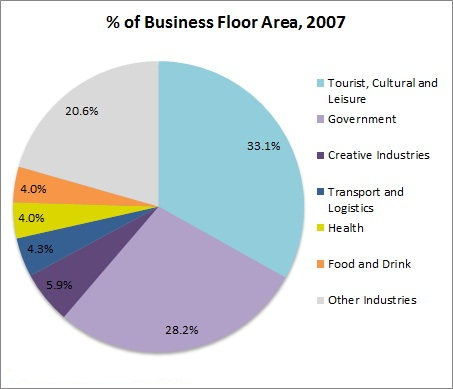 % of Business Floor Area, 2007
20.6%
33.1%
4.0%
4.0%
4.3%
5.9%
28.2%
Tourist, Cultural and
Leisure
Government
Creative Industries
Transport and
Logistics
Health
Food and Drink
Other Industries